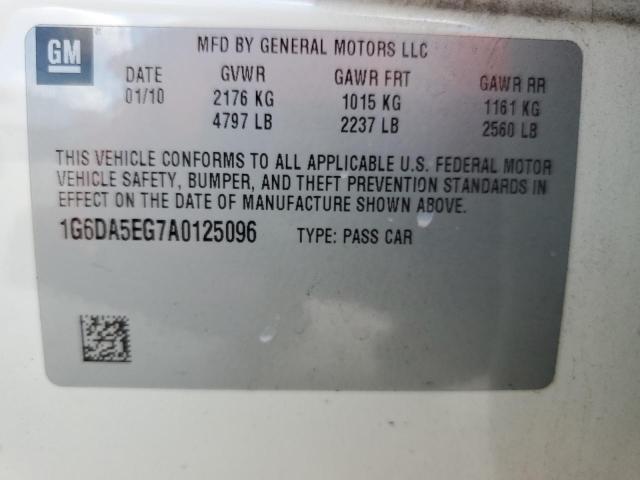 GM
MFD BY GENERAL MOTORS LLC
DATE GVWR GAWR FRT GAWR RR
01/10 2176 KG 1015 KG 1161 KG
4797 LB 2237 LB 2560 LB
THIS VEHICLE CONFORMS TO ALL APPLICABLE U.S. FEDERAL MOTOR
VEHICLE SAFETY, BUMPER, AND THEFT PREVENTION STANDARDS IN
EFFECT ON THE DATE OF MANUFACTURE SHOWN ABOVE.
1G6DA5EG7A0125096 TYPE: PASS CAR